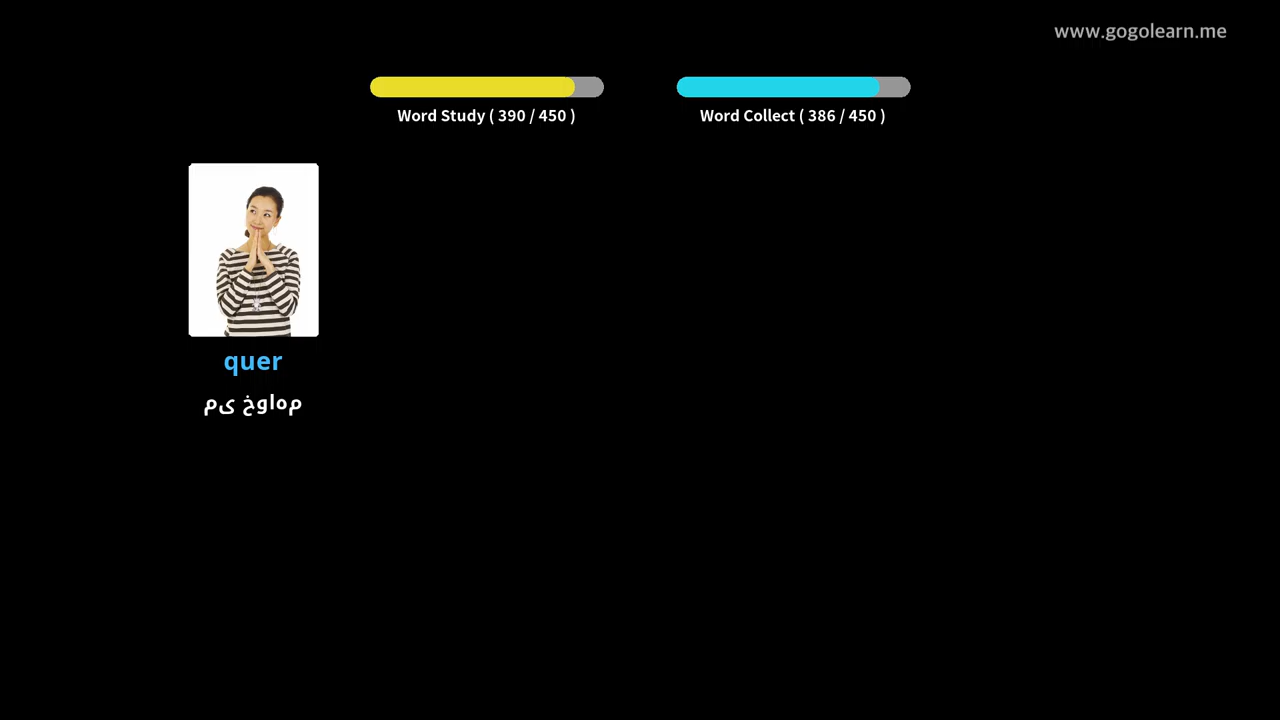 www.gogolearn.me
Word Study ( 390 / 450 )
Word Collect ( 386 / 450 )
quer
می خواهم